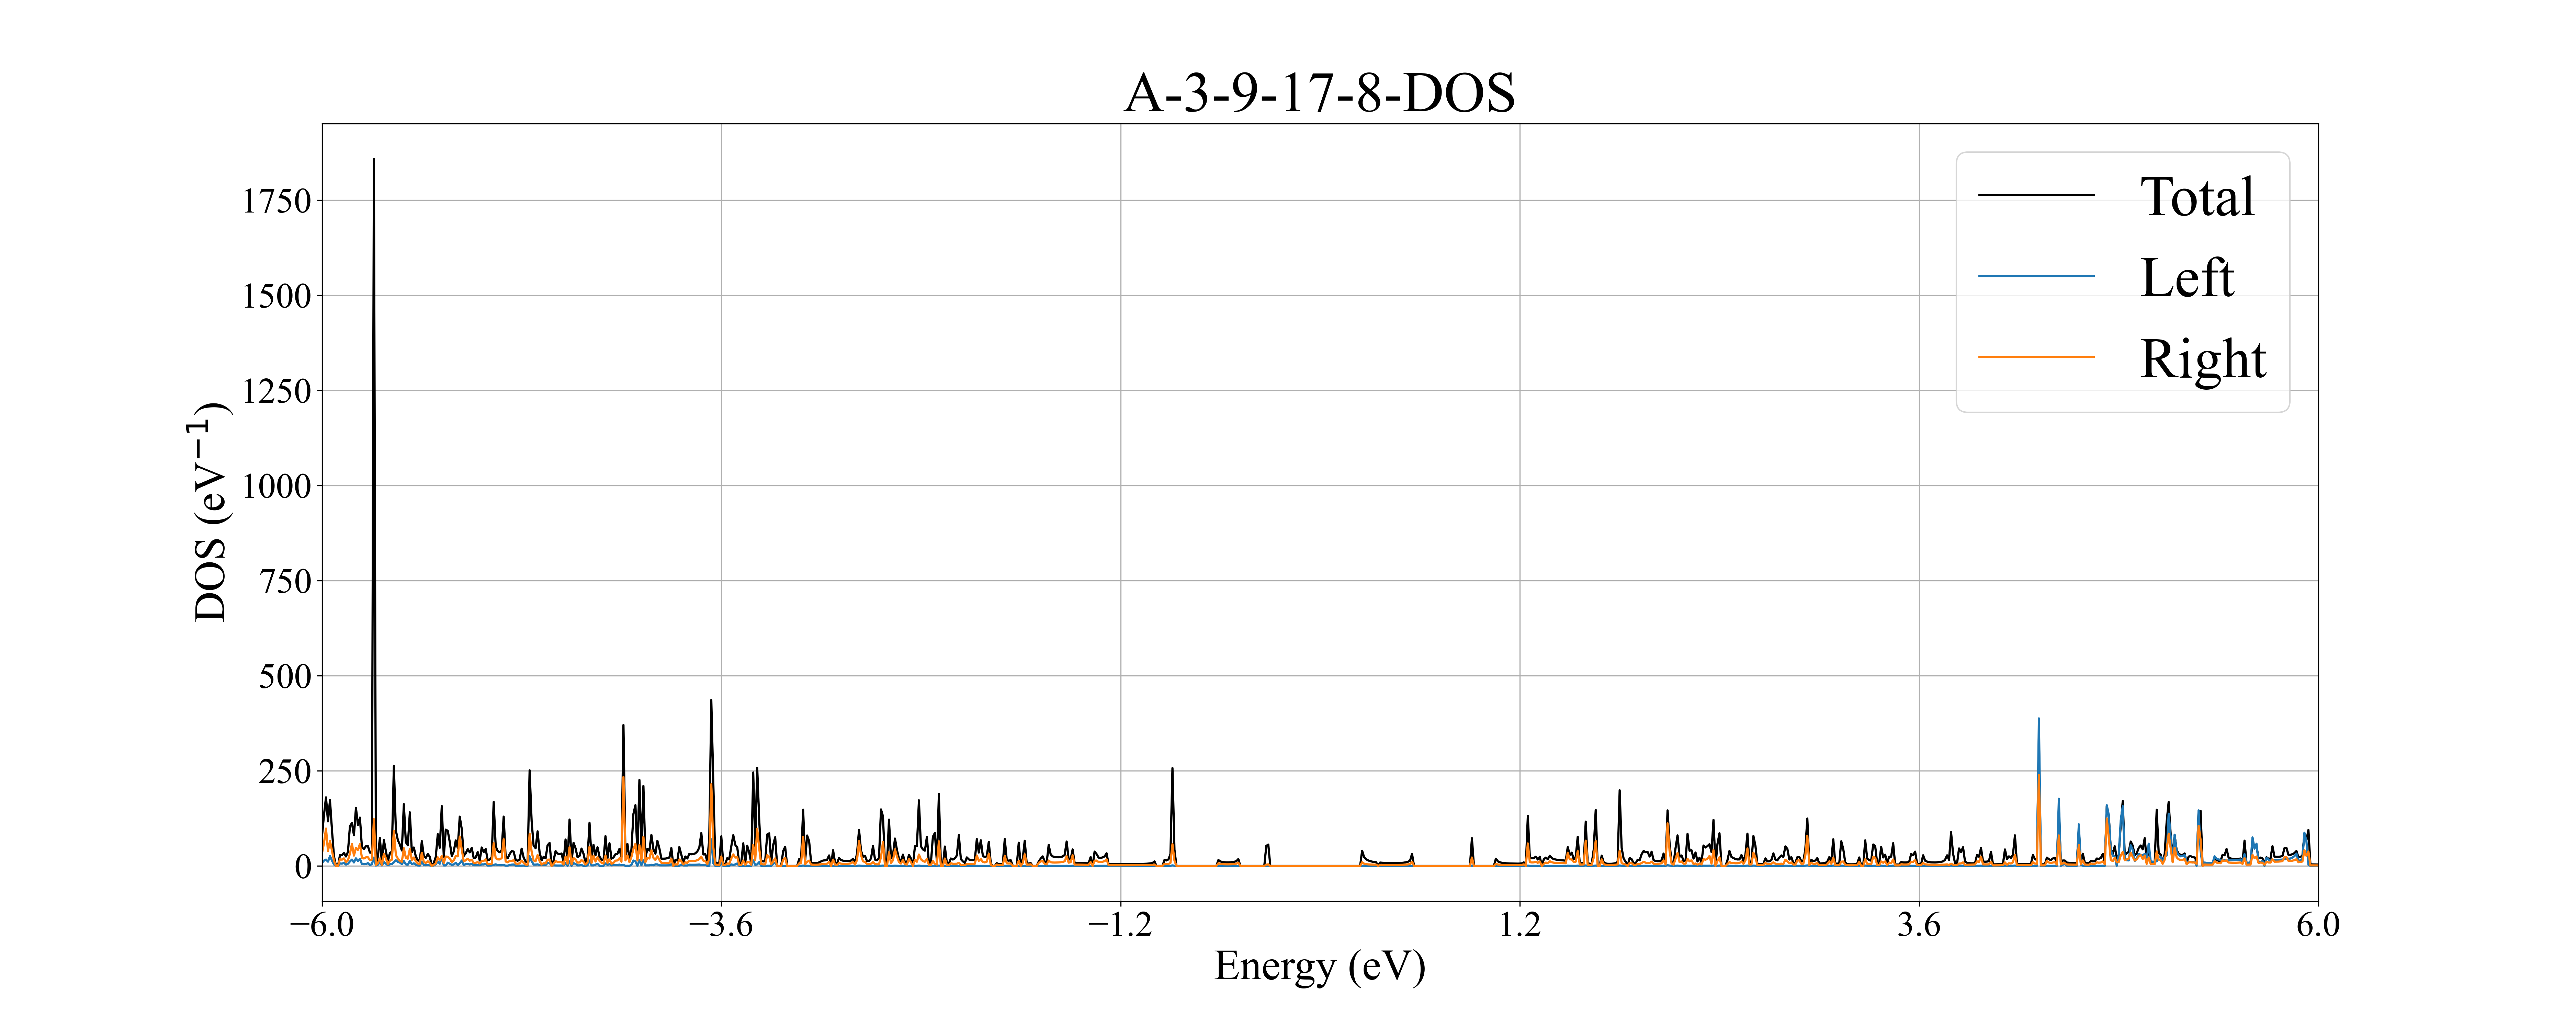 A-3-9-17-8-DOS
Total
Left
Right
1750
1500
1250
1000
750
500
250
0
DOS (eV⁻¹)
−6.0
−3.6
−1.2
1.2
3.6
6.0
Energy (eV)